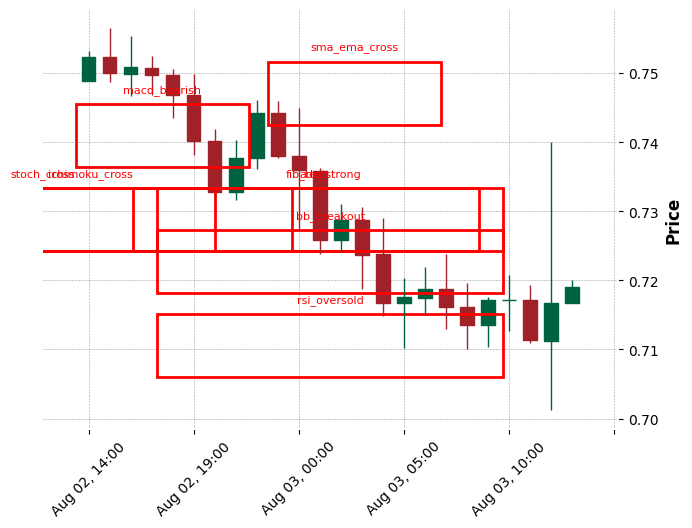 sma_ema_cross
0.75
macd_bearish
0.74
stoch_cross
ichimoku_cross
0.73
bb_breakout
Price
0.72
rsi_oversold
0.71
0.70
Aug 02, 14:00
Aug 02, 19:00
Aug 03, 00:00
Aug 03, 05:00
Aug 03, 10:00